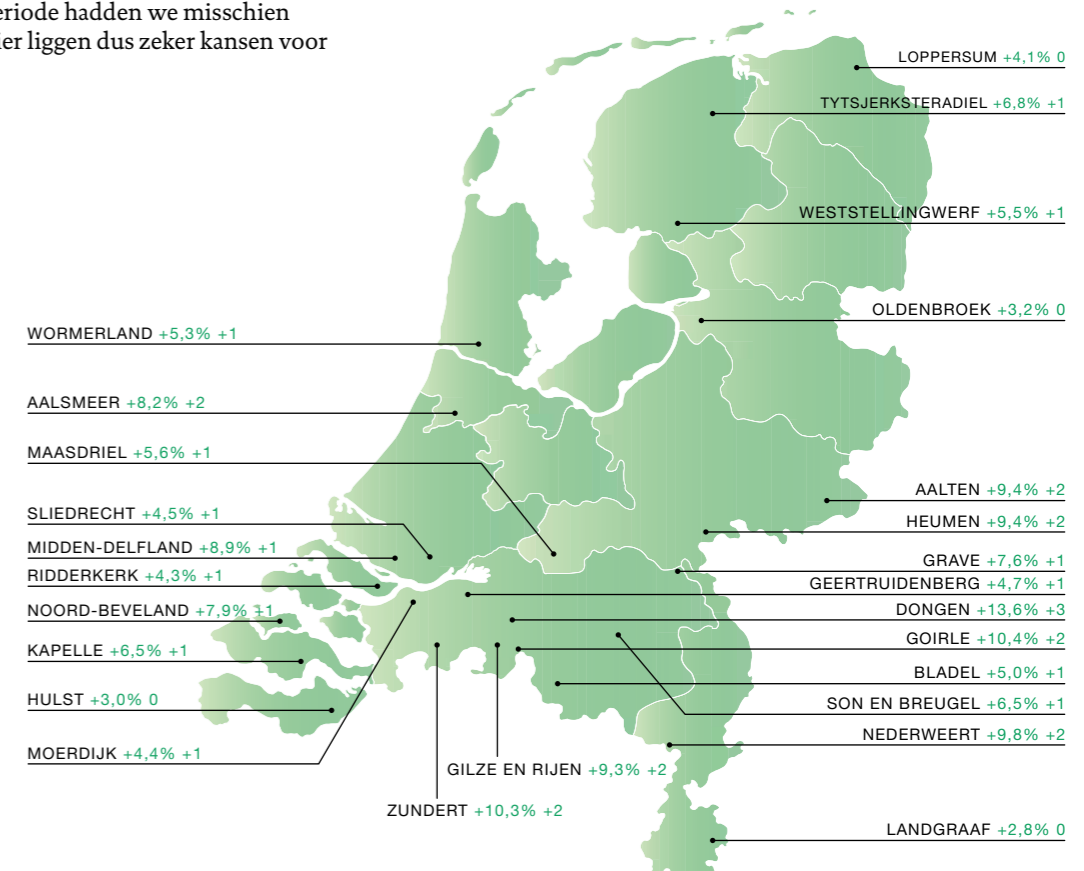 eriode hadden we misschien
ier liggen dus zeker kansen voor
LOPPERSUM +4,1% 0
TYTSJERKSTERADIEL +6,8% +1
WESTSTELLINGWERF +5,5% +1
OLDENBROEK +3,2% 0
WORMERLAND +5,3% +1
AALSMEER +8,2% +2
MAASDRIEL +5,6% +1
SLIEDRECHT +4,5% +1
MIDDEN-DELFLAND +8,9% +1
RIDDERKERK +4,3% +1
NOORD-BEVELAND +7,9% +1
KAPELLE +6,5% +1
HULST +3,0% 0
MOERDIJK +4,4% +1
AALTEN +9,4% +2
HEUMEN +9,4% +2
GRAVE +7,6% +1
GEERTRUIDENBERG +4,7% +1
DONGEN +13,6% +3
GOIRLE +10,4% +2
BLADEL +5,0% +1
SON EN BREUGEL +6,5% +1
NEDERWEERT +9,8% +2
GILZE EN RIJEN +9,3% +2
ZUNDERT +10,3% +2
LANDGRAAF +2,8% 0